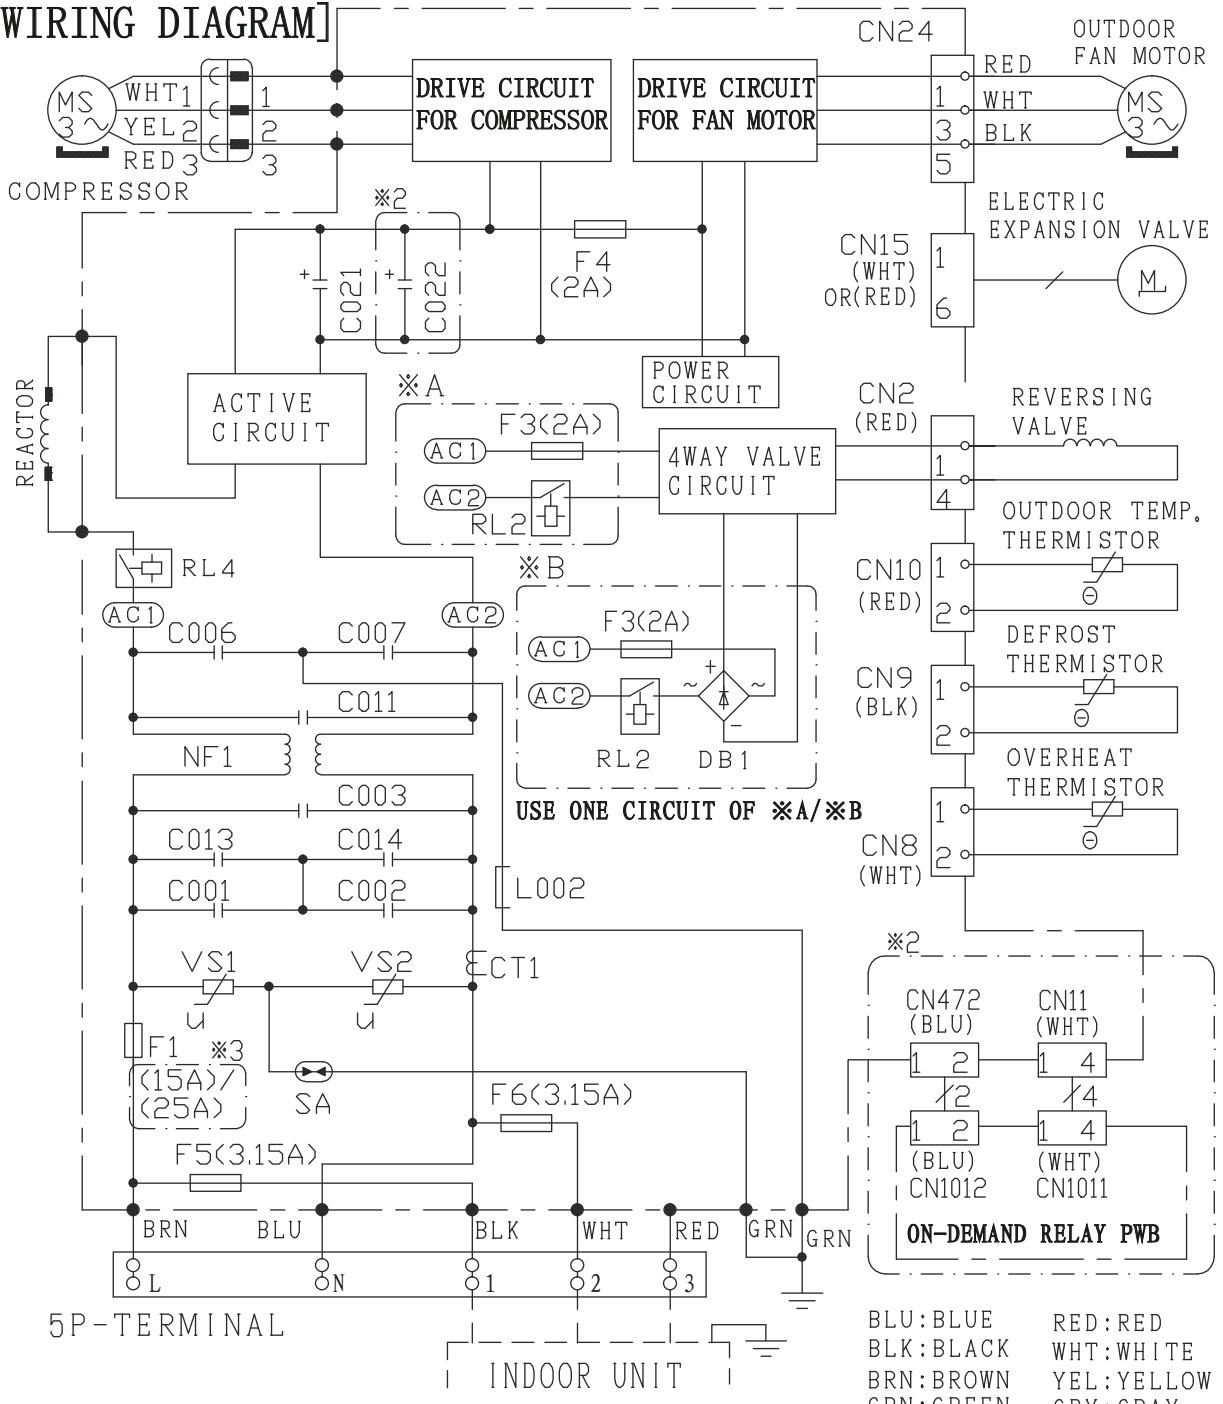 WIRING DIAGRAM]
CN24
OUTDOOR
FAN MOTOR
MS
3 ~
WHT 1
YEL 2
RED 3
1
2
3
COMPRESSOR
DRIVE CIRCUIT
FOR COMPRESSOR
DRIVE CIRCUIT
FOR FAN MOTOR
1
3
5
RED
WHT
BLK
MS
3 ~
※2
+
C021
+
C022
F4
(2A)
CN15
(WHT)
OR(RED)
1
6
ELECTRIC
EXPANSION VALVE
M
REACTOR
ACTIVE
CIRCUIT
POWER
CIRCUIT
※A
F3(2A)
AC1
AC2
RL2
4WAY VALVE
CIRCUIT
CN2
(RED)
1
4
REVERSING
VALVE
OUTDOOR TEMP.
THERMISTOR
CN10
(RED)
1
2
Θ
RL4
AC1
AC2
※B
F3(2A)
AC1
AC2
RL2
DB1
+
~
~
−
USE ONE CIRCUIT OF ※A/※B
DEFROST
THERMISTOR
CN9
(BLK)
1
2
Θ
OVERHEAT
THERMISTOR
CN8
(WHT)
1
2
Θ
C006
C007
C011
NF1
C003
C013
C014
C001
C002
L002
VS1
VS2
CT1
u
u
F1
※3
(15A)/
(25A)
SA
F6(3.15A)
F5(3.15A)
※2
CN472
(BLU)
CN11
(WHT)
1 2
1 4
2
4
1 2
1 4
(BLU)
CN1012
(WHT)
CN1011
ON-DEMAND RELAY PWB
BRN
BLU
BLK
WHT
RED
GRN
GRN
L
N
1
2
3
5P-TERMINAL
INDOOR UNIT
BLU:BLUE RED:RED
BLK:BLACK WHT:WHITE
BRN:BROWN YEL:YELLOW
GRN:GREEN GRY:GRAY